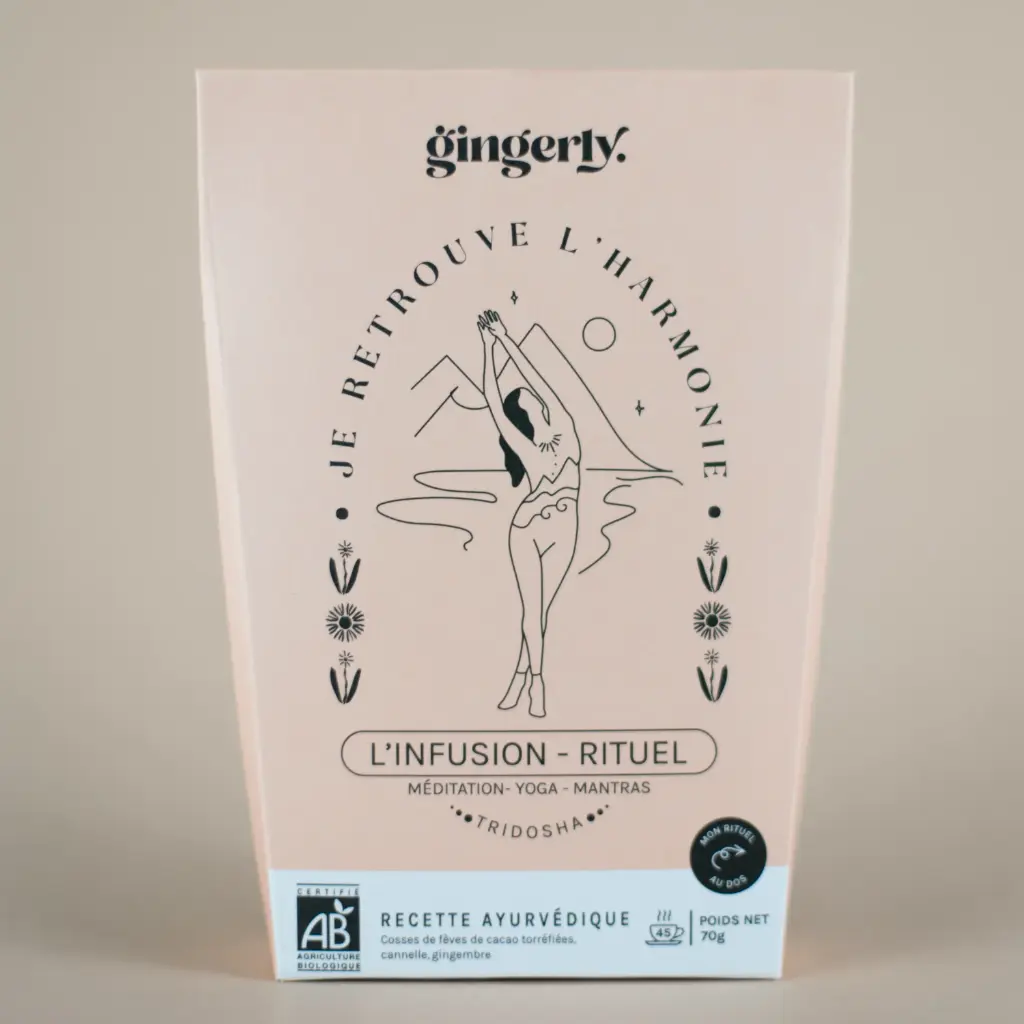 gingerly.
JE RETROUVE L'HARMONIE
L'INFUSION - RITUEL
MÉDITATION- YOGA - MANTRAS
TRIDOSHA
MON RITUEL
AU DOS
CERTIFIÉ
AB
AGRICULTURE
BIOLOGIQUE
RECETTE AYURVÉDIQUE
Cosses de fèves de cacao torréfiées,
cannelle, gingembre
45
POIDS NET
70g